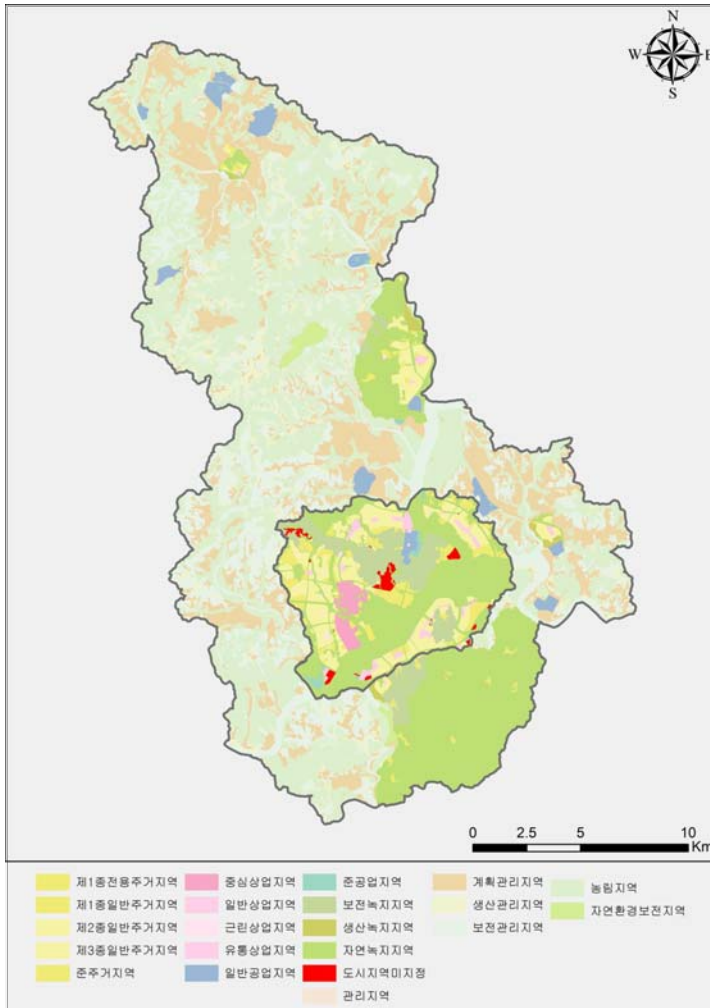 N
W E
S
0 2.5 5 10
Km
제1종전용주거지역
제1종일반주거지역
제2종일반주거지역
제3종일반주거지역
준주거지역
중심상업지역
일반상업지역
근린상업지역
유통상업지역
일반공업지역
준공업지역
보전녹지지역
생산녹지지역
자연녹지지역
도시지역미지정
관리지역
계획관리지역
생산관리지역
보전관리지역
농림지역
자연환경보전지역